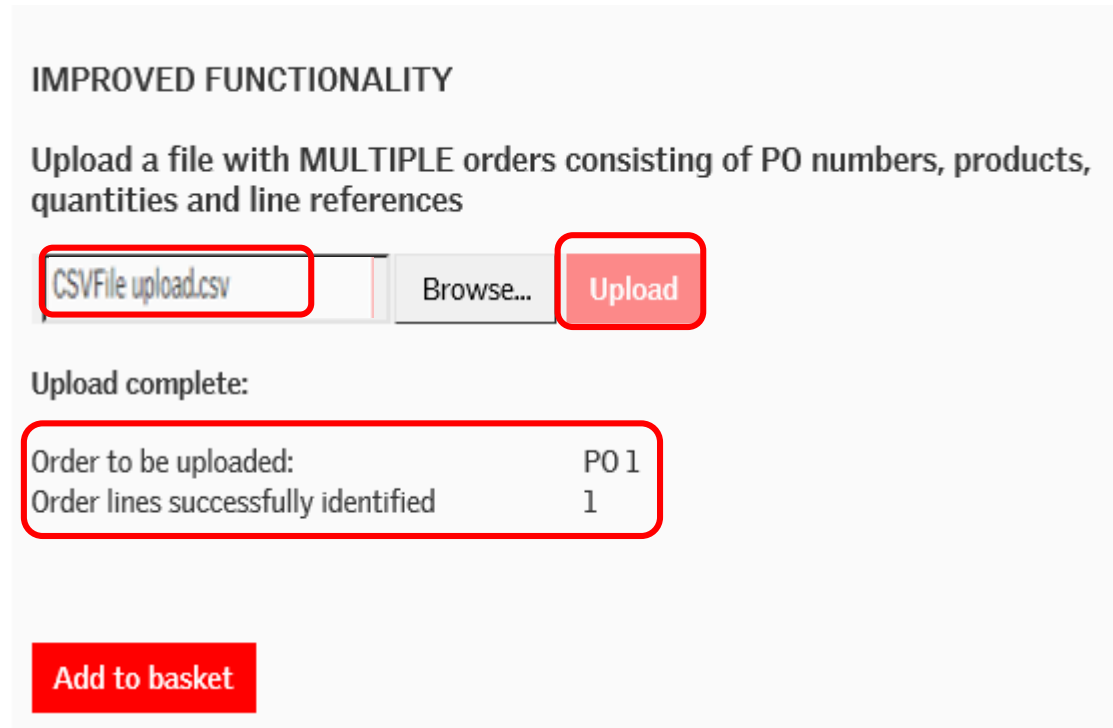 IMPROVED FUNCTIONALITY
Upload a file with MULTIPLE orders consisting of PO numbers, products,
quantities and line references
CSVFile upload.csv Browse... Upload
Upload complete:
Order to be uploaded: PO 1
Order lines successfully identified 1
Add to basket